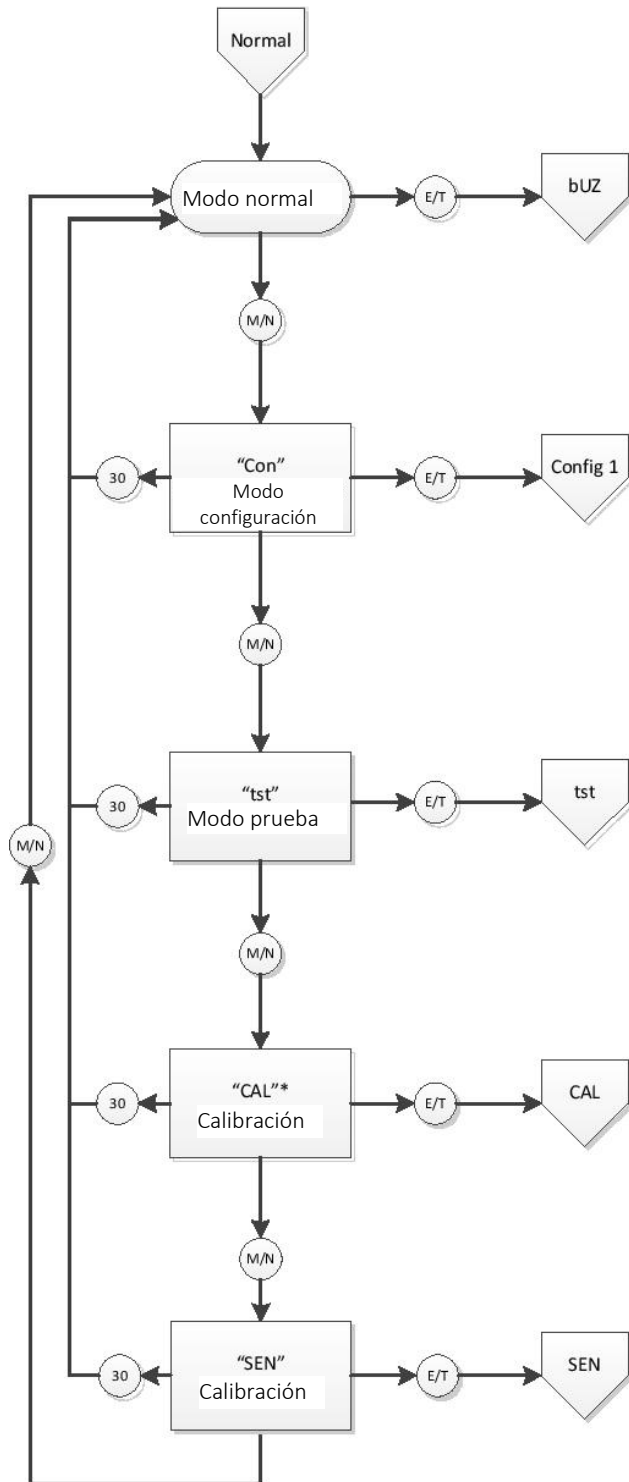 Normal
Modo normal
E/T
bUZ
M/N
“Con”
Modo
configuración
30
E/T
Config 1
M/N
“tst”
Modo prueba
30
E/T
tst
M/N
M/N
“CAL”*
Calibración
30
E/T
CAL
M/N
“SEN”
Calibración
30
E/T
SEN